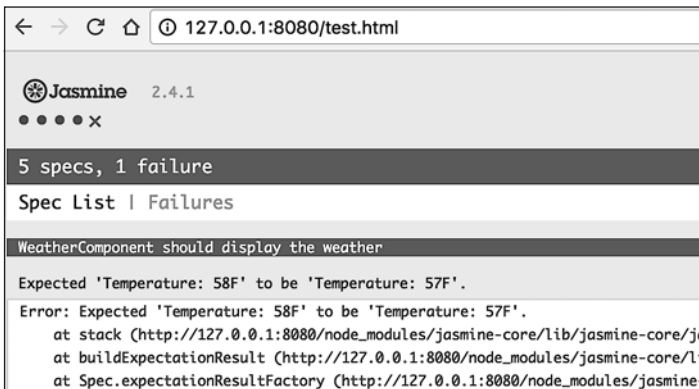 127.0.0.1:8080/test.html
Jasmine 2.4.1
5 specs, 1 failure
Spec List | Failures
WeatherComponent should display the weather
Expected 'Temperature: 58F' to be 'Temperature: 57F'.
Error: Expected 'Temperature: 58F' to be 'Temperature: 57F'.
at stack (http://127.0.0.1:8080/node_modules/jasmine-core/lib/jasmine-core/j
at buildExpectationResult (http://127.0.0.1:8080/node_modules/jasmine-core/l
at Spec.expectationResultFactory (http://127.0.0.1:8080/node_modules/jasmine